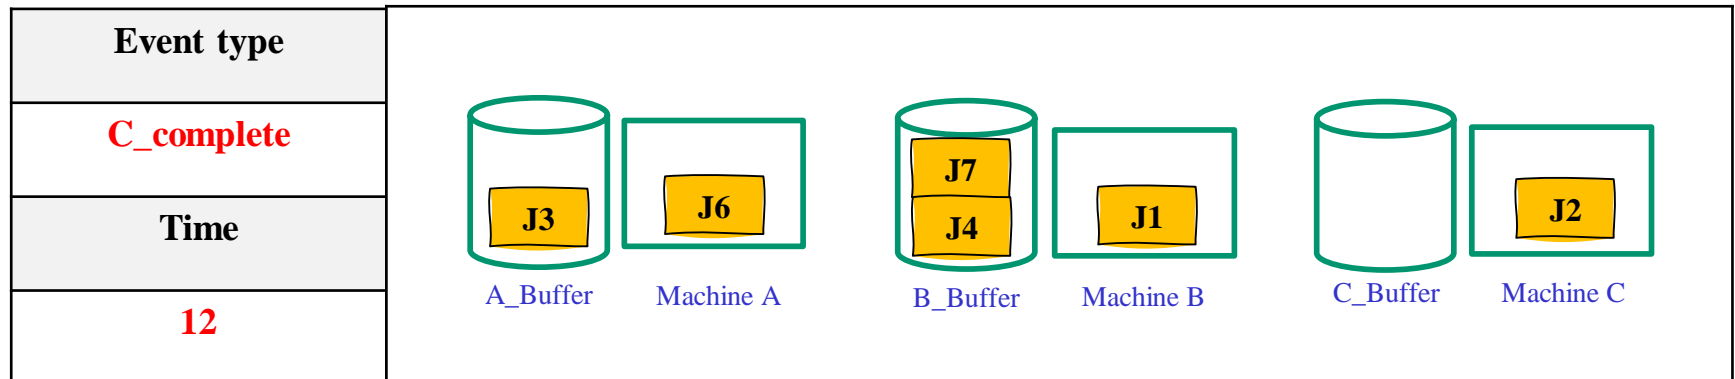 Event type
C_complete
Time
12
J3
J6
J7
J4
J1
J2
A_Buffer
Machine A
B_Buffer
Machine B
C_Buffer
Machine C